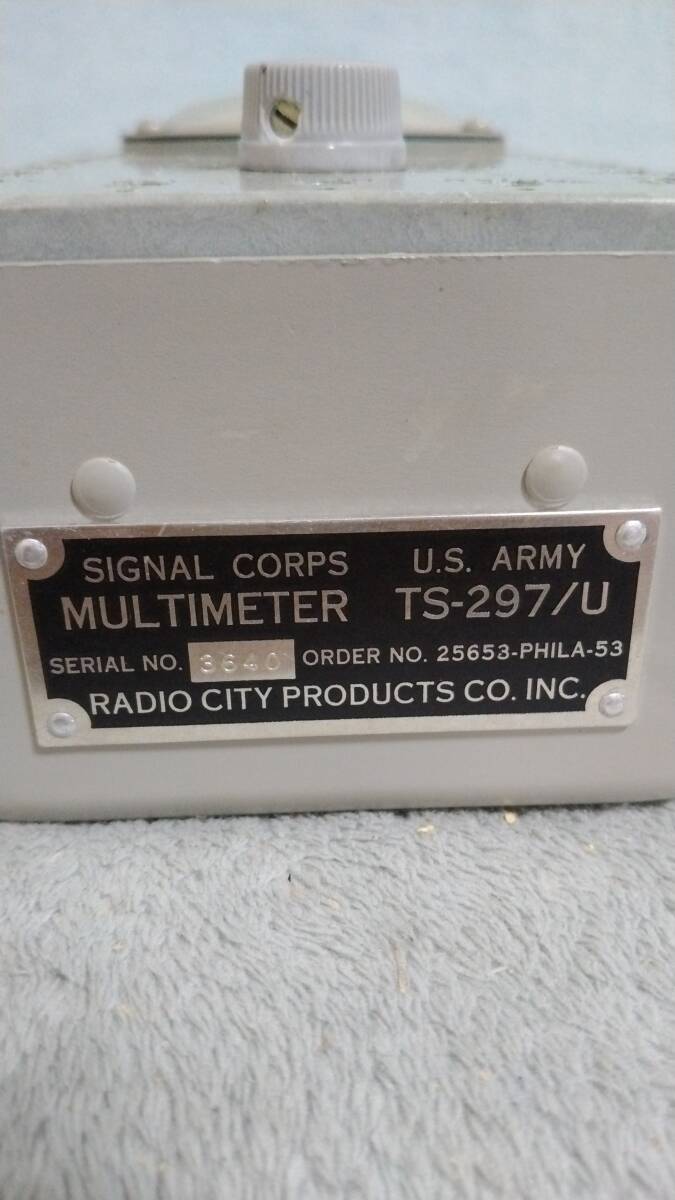 SIGNAL CORPS U.S. ARMY
MULTIMETER TS-297/U
SERIAL NO. 3640 ORDER NO. 25653-PHILA-53
RADIO CITY PRODUCTS CO. INC.